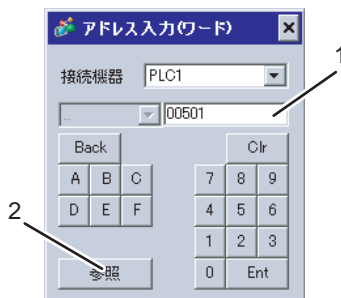 アドレス入力(ワード)
1
接続機器 PLC1
... 00501
Back Clr
A B C 7 8 9
D E F 4 5 6
2
1 2 3
参照 0 Ent